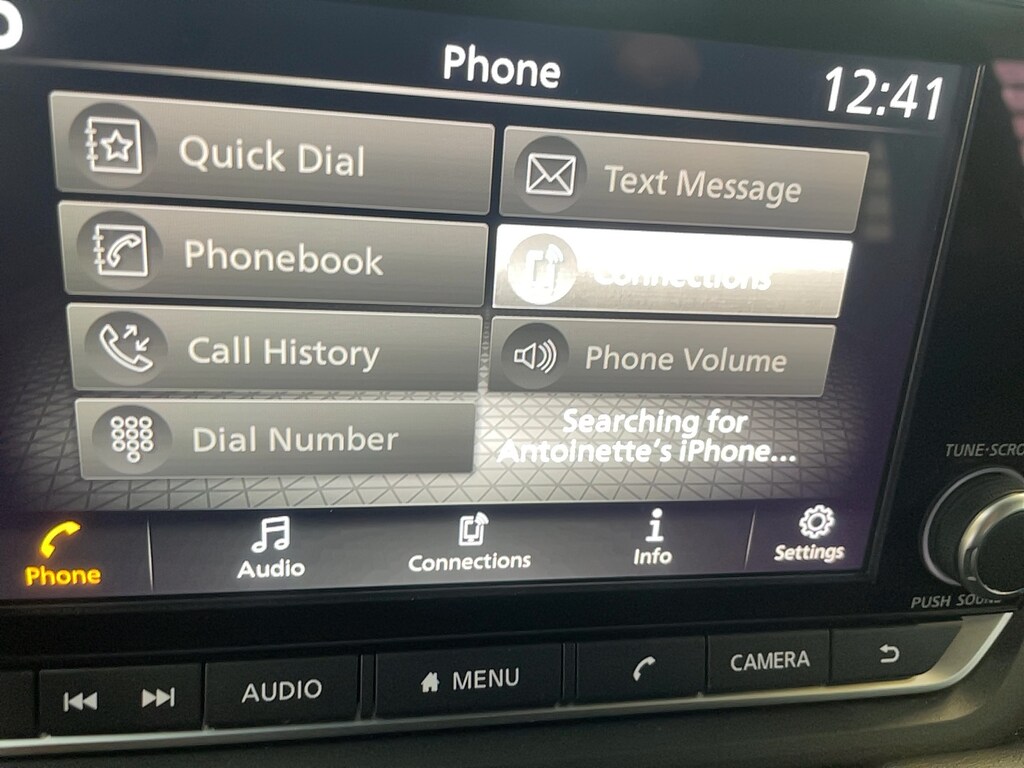 Phone
12:41
Quick Dial
Text Message
Phonebook
Connections
Call History
Phone Volume
Dial Number
Searching for
Antoinette's iPhone...
Phone
Audio
Connections
Info
Settings
TUNE·SCRO
PUSH SOUN
AUDIO
MENU
CAMERA